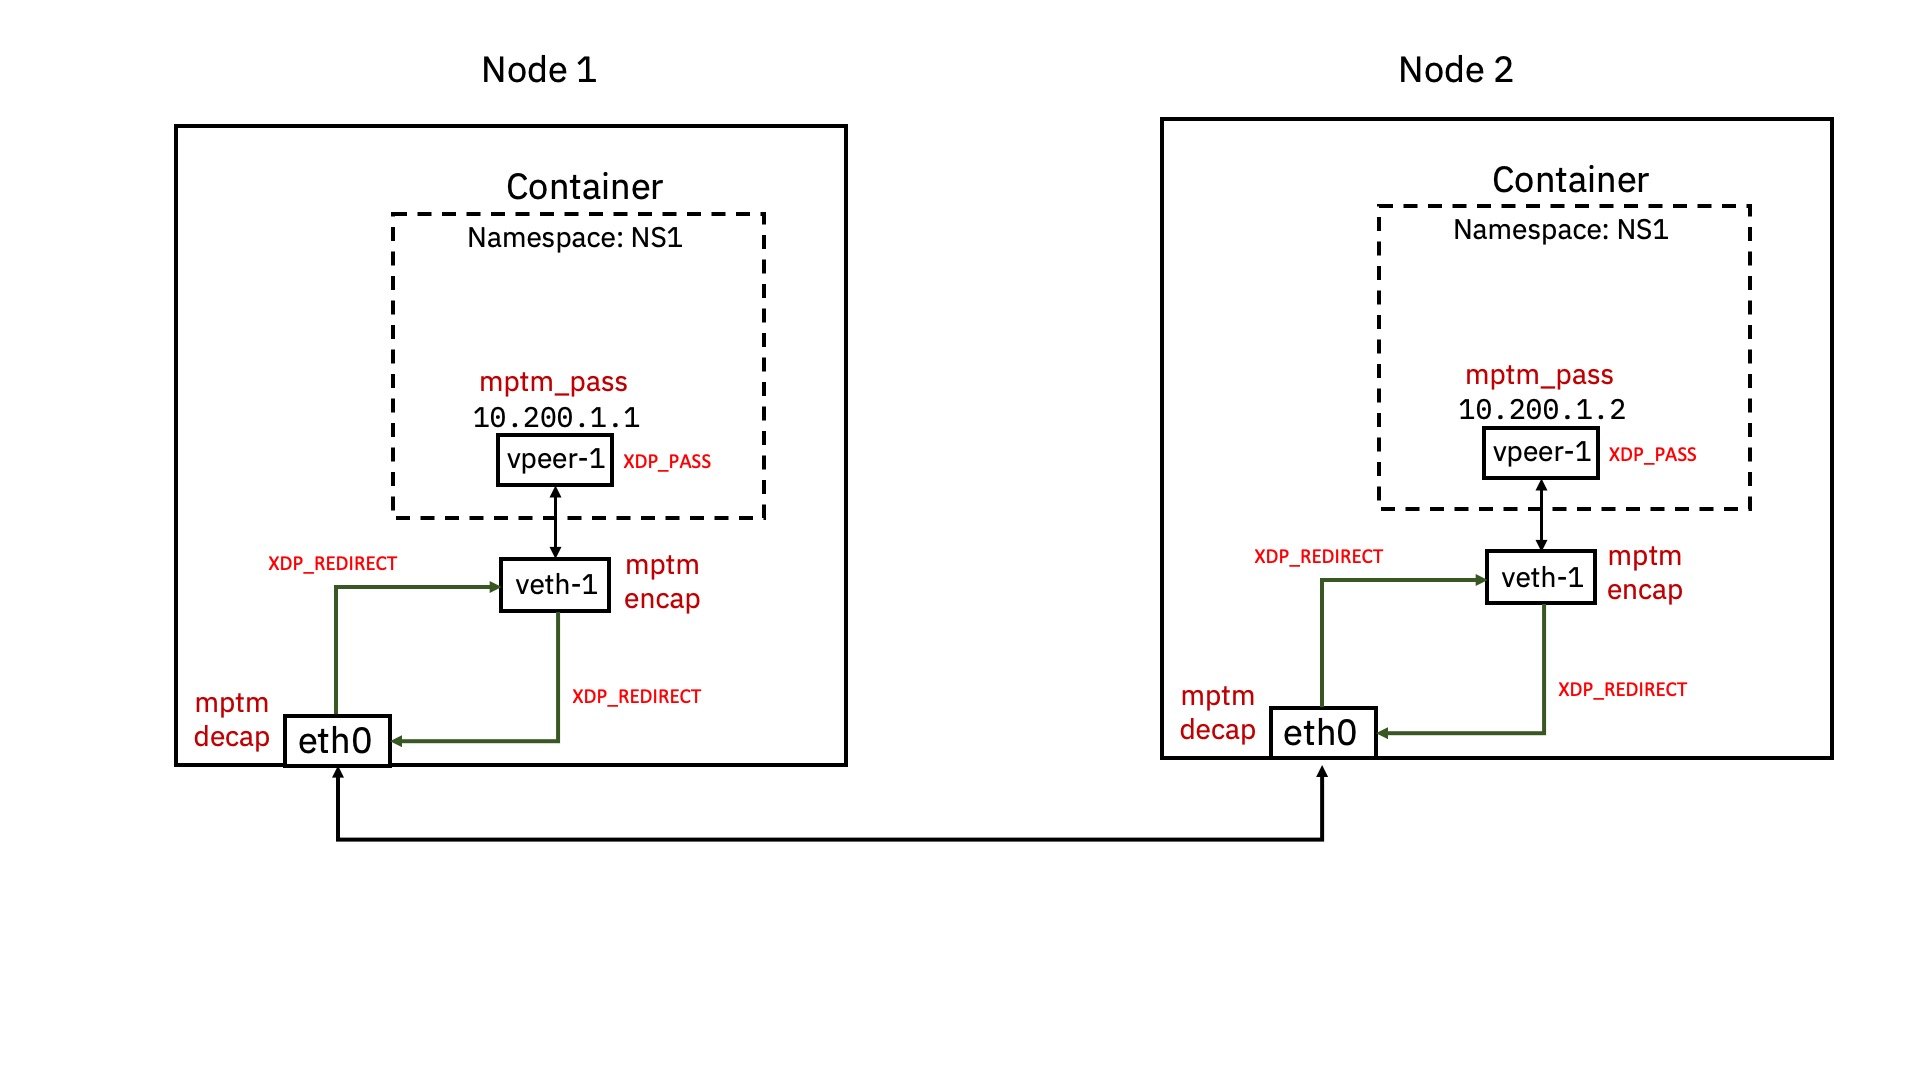 Node 1
Container
Namespace: NS1
mptm_pass
10.200.1.1
vpeer-1
XDP_PASS
XDP_REDIRECT
veth-1
mptm
encap
XDP_REDIRECT
mptm
decap
eth0
Node 2
Container
Namespace: NS1
mptm_pass
10.200.1.2
vpeer-1
XDP_PASS
XDP_REDIRECT
veth-1
mptm
encap
XDP_REDIRECT
mptm
decap
eth0